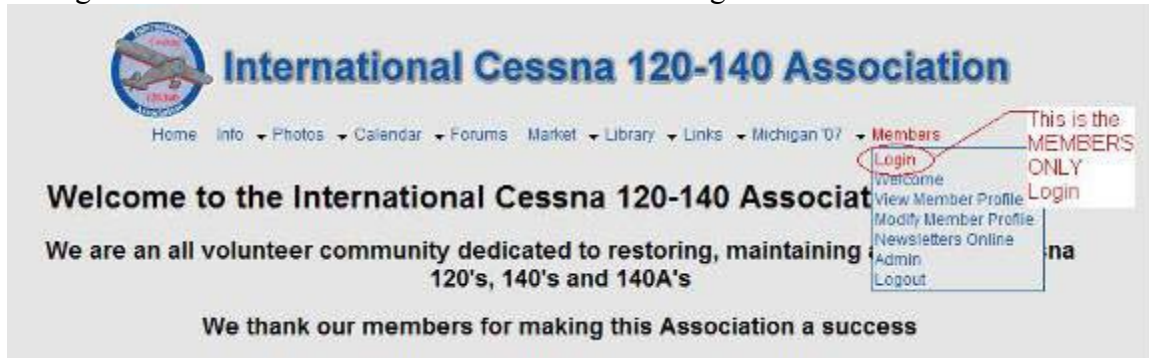 International Cessna 120-140 Association
Home Info Photos Calendar Forums Market Library Links Michigan '07 Members
This is the
MEMBERS
ONLY
Login
Login
Welcome
View Member Profile
Modify Member Profile
Newsletters Online
Admin
Logout
Welcome to the International Cessna 120-140 Associat
We are an all volunteer community dedicated to restoring, maintaining na
120's, 140's and 140A's
We thank our members for making this Association a success